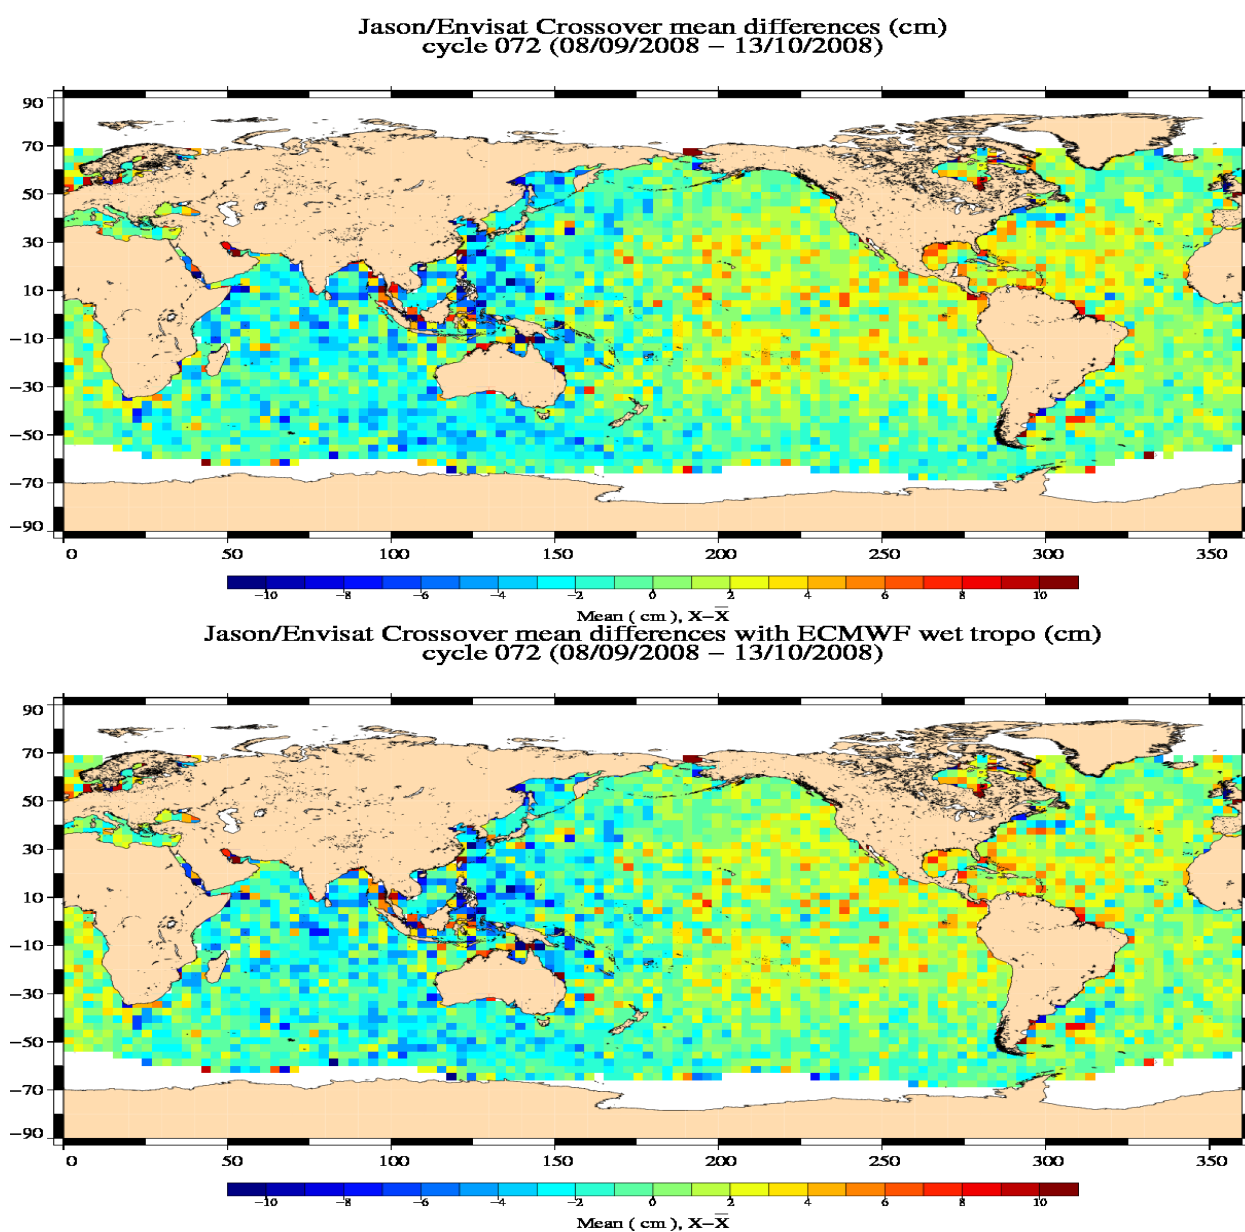 Jason/Envisat Crossover mean differences (cm)
cycle 072 (08/09/2008 − 13/10/2008)
90
70
50
30
10
−10
−30
−50
−70
−90
0 50 100 150 200 250 300 350
−10 −8 −6 −4 −2 0 2 4 6 8 10
Mean ( cm ), X−X̄
Jason/Envisat Crossover mean differences with ECMWF wet tropo (cm)
cycle 072 (08/09/2008 − 13/10/2008)
90
70
50
30
10
−10
−30
−50
−70
−90
0 50 100 150 200 250 300 350
−10 −8 −6 −4 −2 0 2 4 6 8 10
Mean ( cm ), X−X̄